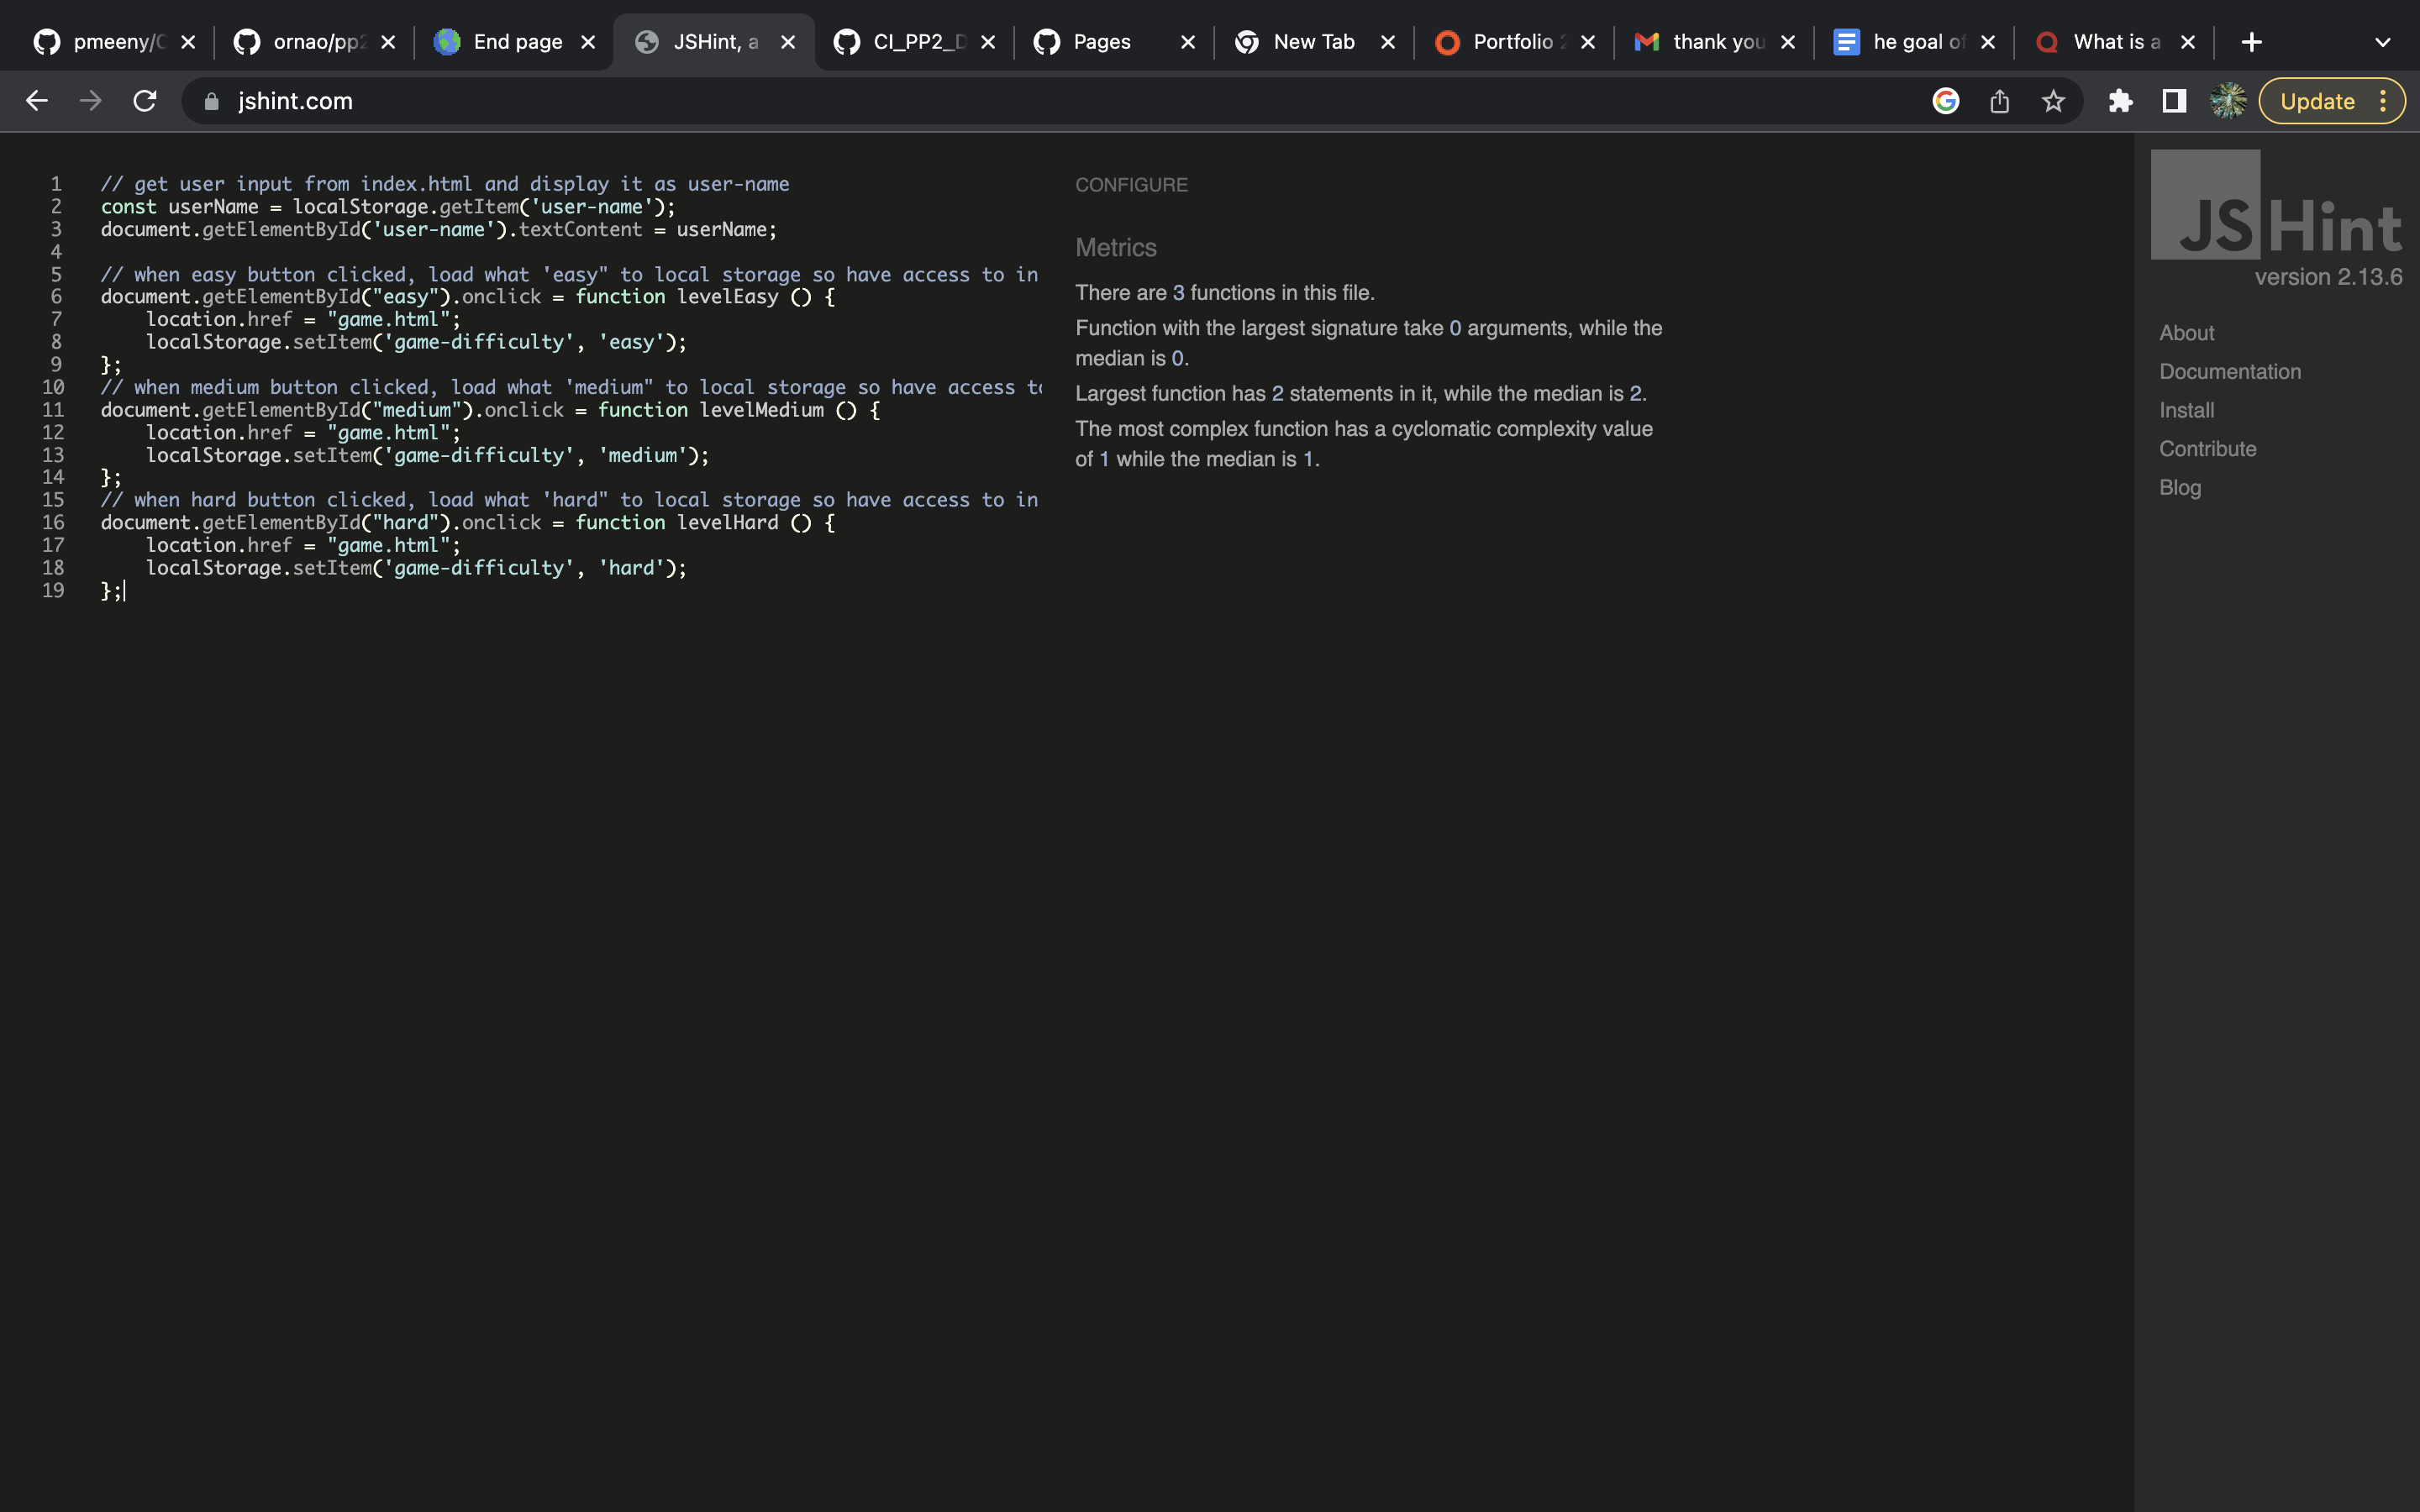 pmeeny/C
ornao/pp2
End page
JSHint, a
CI_PP2_D
Pages
New Tab
Portfolio 2
thank you
he goal of
What is a
jshint.com
Update
1 // get user input from index.html and display it as user-name
2 const userName = localStorage.getItem('user-name');
3 document.getElementById('user-name').textContent = userName;
4
5 // when easy button clicked, load what 'easy" to local storage so have access to in
6 document.getElementById("easy").onclick = function levelEasy () {
7 location.href = "game.html";
8 localStorage.setItem('game-difficulty', 'easy');
9 };
10 // when medium button clicked, load what 'medium" to local storage so have access to
11 document.getElementById("medium").onclick = function levelMedium () {
12 location.href = "game.html";
13 localStorage.setItem('game-difficulty', 'medium');
14 };
15 // when hard button clicked, load what 'hard" to local storage so have access to in
16 document.getElementById("hard").onclick = function levelHard () {
17 location.href = "game.html";
18 localStorage.setItem('game-difficulty', 'hard');
19 };
CONFIGURE
Metrics
There are 3 functions in this file.
Function with the largest signature take 0 arguments, while the
median is 0.
Largest function has 2 statements in it, while the median is 2.
The most complex function has a cyclomatic complexity value
of 1 while the median is 1.
JSHint
version 2.13.6
About
Documentation
Install
Contribute
Blog